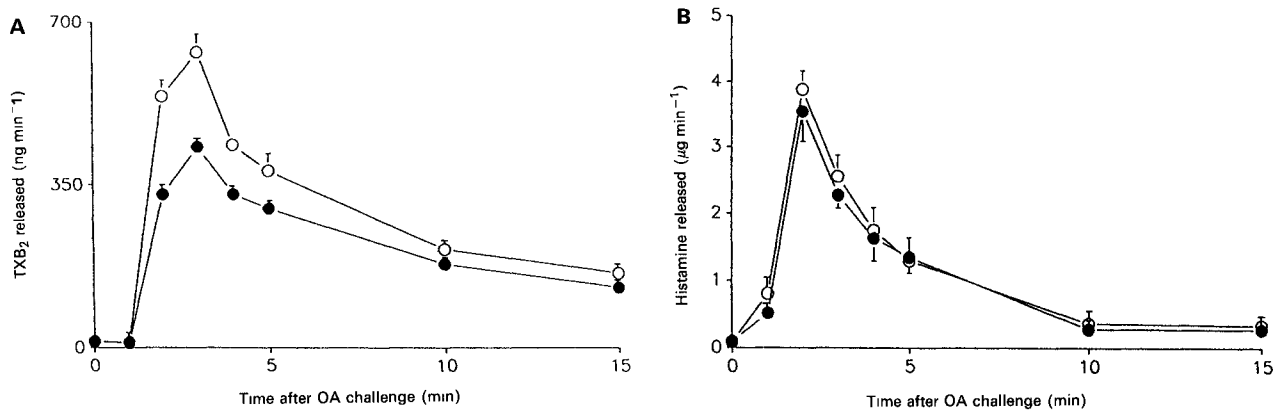 A
700
350
0
TXB₂ released (ng min⁻¹)
0
5
10
15
Time after OA challenge (min)
B
5
4
3
2
1
0
Histamine released (μg min⁻¹)
0
5
10
15
Time after OA challenge (min)